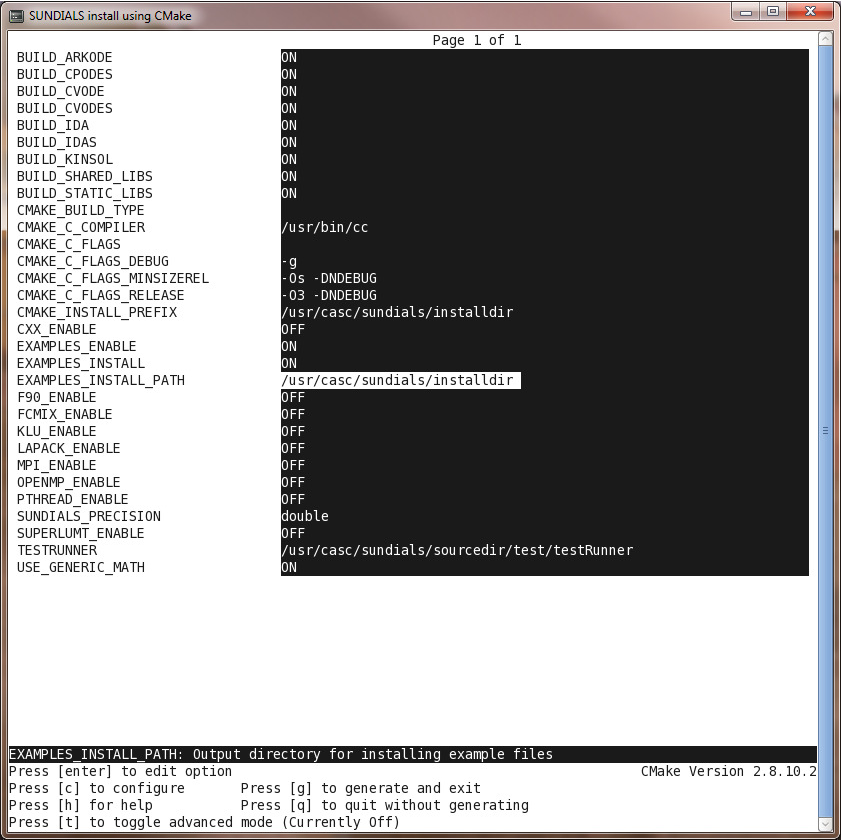 SUNDIALS install using CMake
Page 1 of 1
BUILD_ARKODE ON
BUILD_CPODES ON
BUILD_CVODE ON
BUILD_CVODES ON
BUILD_IDA ON
BUILD_IDAS ON
BUILD_KINSOL ON
BUILD_SHARED_LIBS ON
BUILD_STATIC_LIBS ON
CMAKE_BUILD_TYPE
CMAKE_C_COMPILER /usr/bin/cc
CMAKE_C_FLAGS
CMAKE_C_FLAGS_DEBUG -g
CMAKE_C_FLAGS_MINSIZEREL -Os -DNDEBUG
CMAKE_C_FLAGS_RELEASE -O3 -DNDEBUG
CMAKE_INSTALL_PREFIX /usr/casc/sundials/installdir
CXX_ENABLE OFF
EXAMPLES_ENABLE ON
EXAMPLES_INSTALL ON
EXAMPLES_INSTALL_PATH /usr/casc/sundials/installdir
F90_ENABLE OFF
FCMIX_ENABLE OFF
KLU_ENABLE OFF
LAPACK_ENABLE OFF
MPI_ENABLE OFF
OPENMP_ENABLE OFF
PTHREAD_ENABLE OFF
SUNDIALS_PRECISION double
SUPERLUMT_ENABLE OFF
TESTRUNNER /usr/casc/sundials/sourcedir/test/testRunner
USE_GENERIC_MATH ON
EXAMPLES_INSTALL_PATH: Output directory for installing example files
Press [enter] to edit option CMake Version 2.8.10.2
Press [c] to configure Press [g] to generate and exit
Press [h] for help Press [q] to quit without generating
Press [t] to toggle advanced mode (Currently Off)